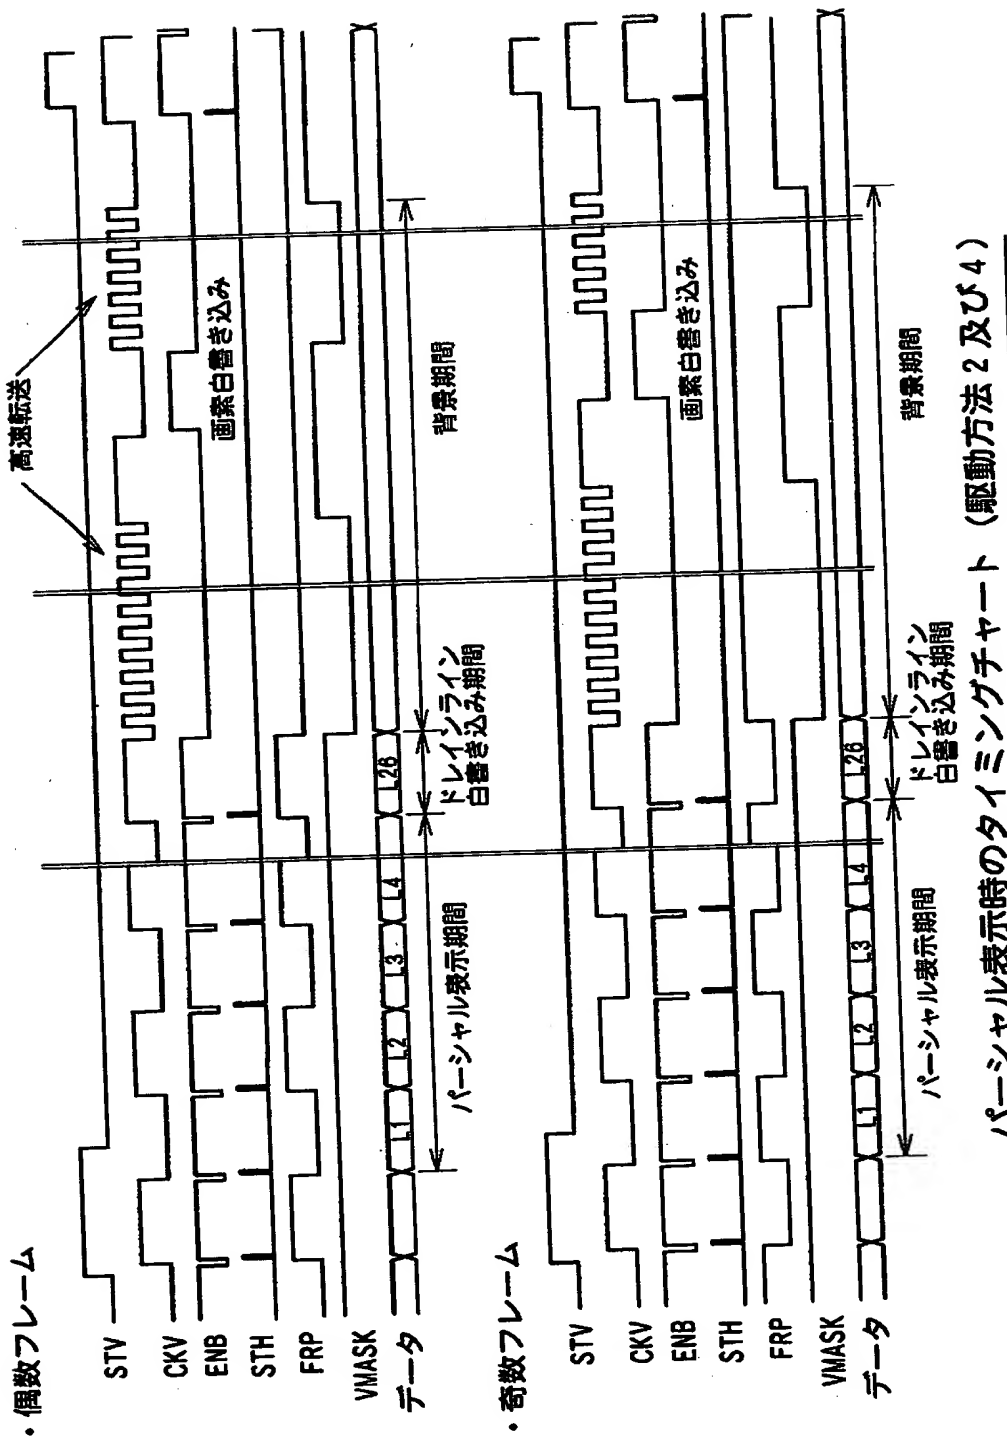 ・偶数フレーム
高速転送
STV
CKV
ENB
画素白書き込み
STH
FRP
VMASK
データ
L1 L2 L3 L4 L26
パーシャル表示期間
ドレインライン
白書き込み期間
背景期間
・奇数フレーム
STV
CKV
ENB
画素白書き込み
STH
FRP
VMASK
データ
L1 L2 L3 L4 L26
パーシャル表示期間
ドレインライン
白書き込み期間
背景期間
パーシャル表示時のタイミングチャート（駆動方法2及び4）